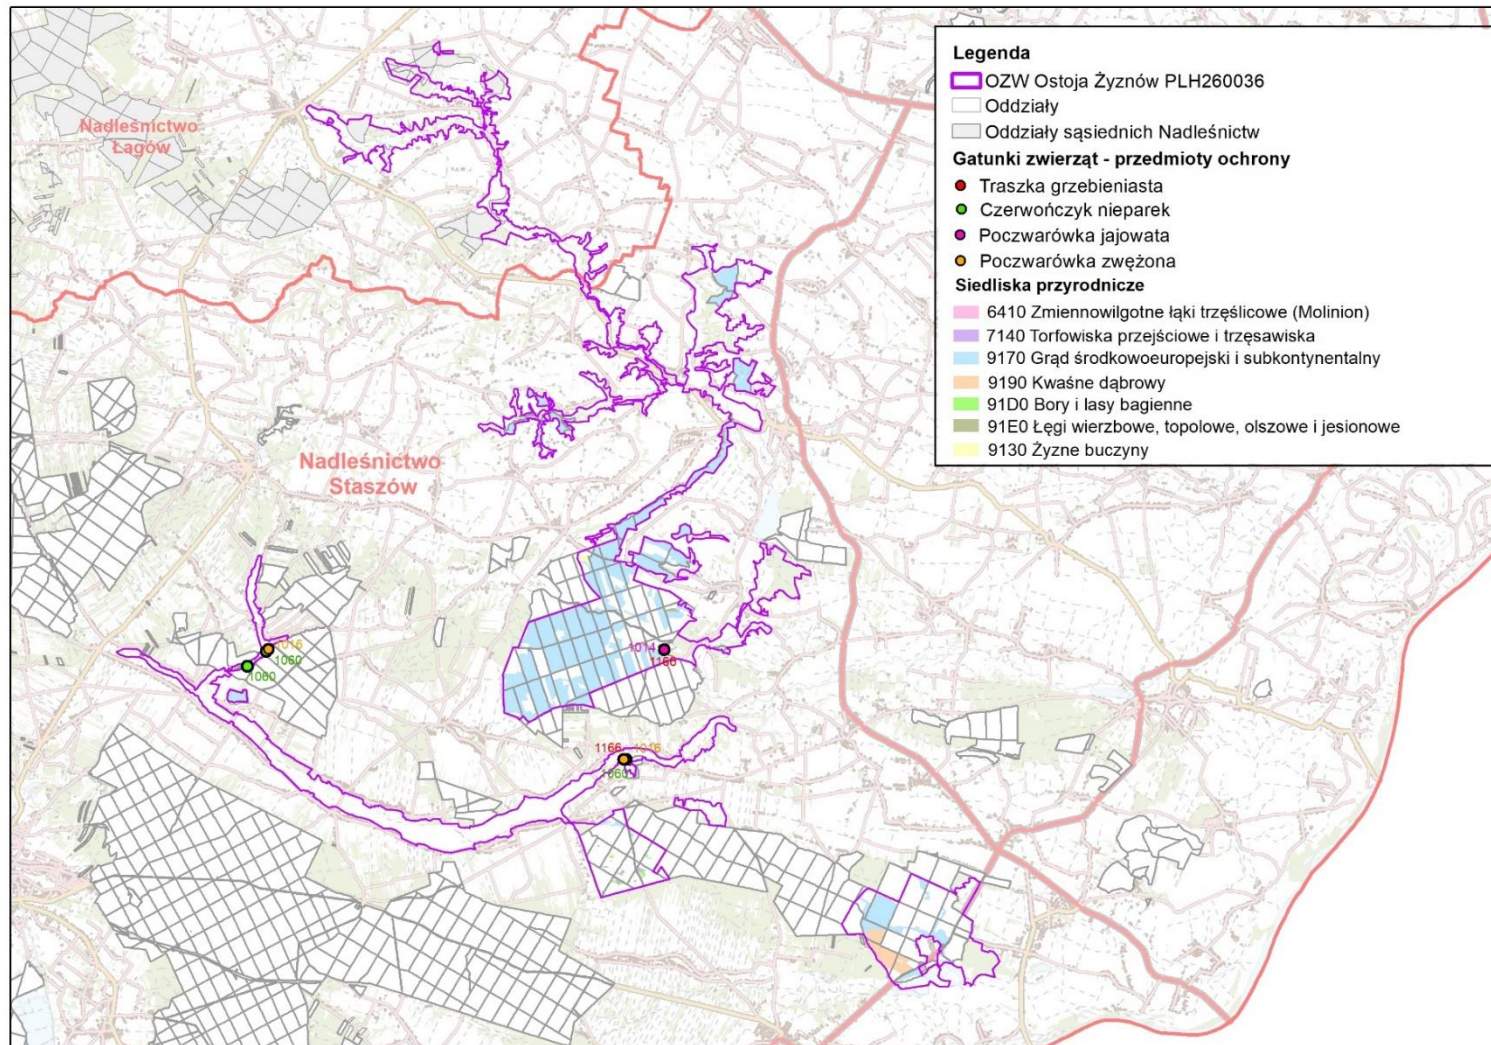 Legenda
OZW Ostoja Żyznów PLH260036
Oddziały
Oddziały sąsiednich Nadleśnictw
Gatunki zwierząt - przedmioty ochrony
Traszka grzebieniasta
Czerwończyk nieparek
Poczwarówka jajowata
Poczwarówka zwężona
Siedliska przyrodnicze
6410 Zmiennowilgotne łąki trzęślicowe (Molinion)
7140 Torfowiska przejściowe i trzęsawiska
9170 Grąd środkowoeuropejski i subkontynentalny
9190 Kwaśne dąbrowy
91D0 Bory i lasy bagienne
91E0 Łęgi wierzbowe, topolowe, olszowe i jesionowe
9130 Żyzne buczyny
Nadleśnictwo
Łagów
Nadleśnictwo
Staszów
1016
1060
1060
1014
1166
1166
1016
1060